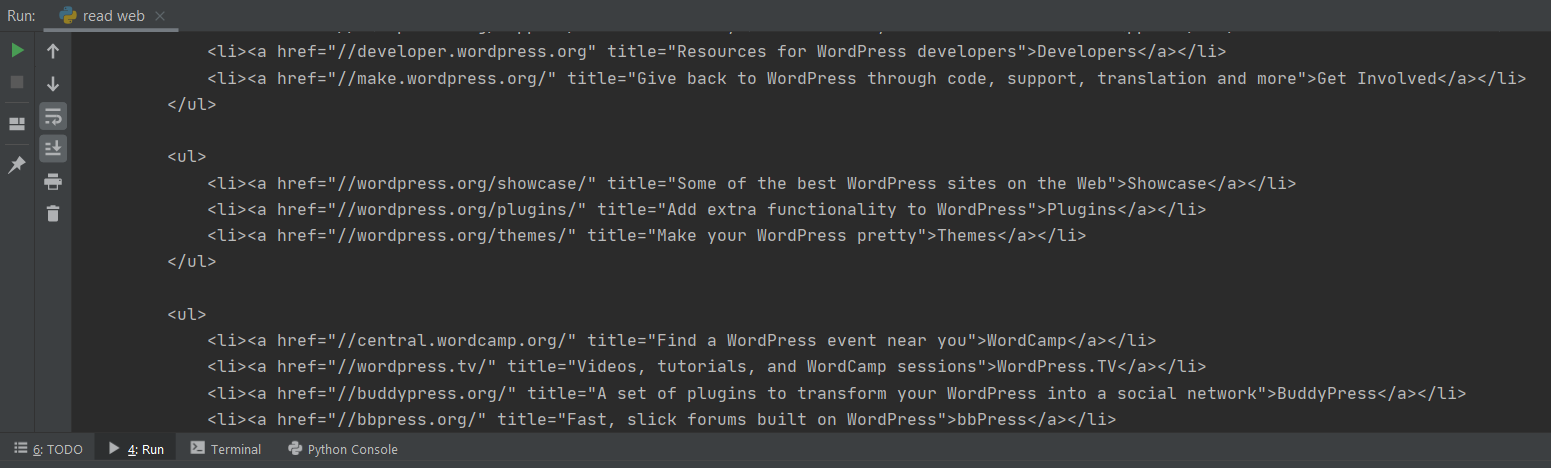 Run: read web
<li><a href="//developer.wordpress.org" title="Resources for WordPress developers">Developers</a></li>
<li><a href="//make.wordpress.org/" title="Give back to WordPress through code, support, translation and more">Get Involved</a></li>
</ul>
<ul>
<li><a href="//wordpress.org/showcase/" title="Some of the best WordPress sites on the Web">Showcase</a></li>
<li><a href="//wordpress.org/plugins/" title="Add extra functionality to WordPress">Plugins</a></li>
<li><a href="//wordpress.org/themes/" title="Make your WordPress pretty">Themes</a></li>
</ul>
<ul>
<li><a href="//central.wordcamp.org/" title="Find a WordPress event near you">WordCamp</a></li>
<li><a href="//wordpress.tv/" title="Videos, tutorials, and WordCamp sessions">WordPress.TV</a></li>
<li><a href="//buddypress.org/" title="A set of plugins to transform your WordPress into a social network">BuddyPress</a></li>
<li><a href="//bbpress.org/" title="Fast, slick forums built on WordPress">bbPress</a></li>
6: TODO 4: Run Terminal Python Console